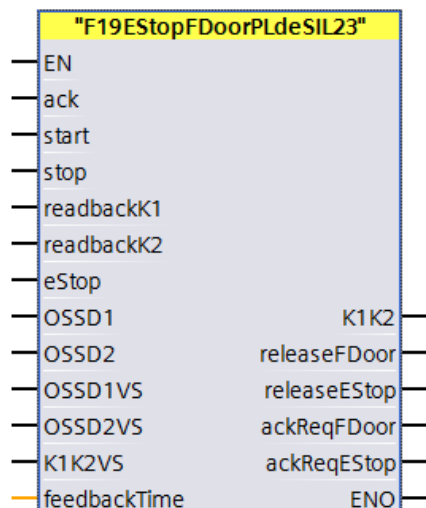 "F19EStopFDoorPLdeSIL23"
EN
ack
start
stop
readbackK1
readbackK2
eStop
OSSD1 K1K2
OSSD2 releaseFDoor
OSSD1VS releaseEStop
OSSD2VS ackReqFDoor
K1K2VS ackReqEStop
feedbackTime ENO